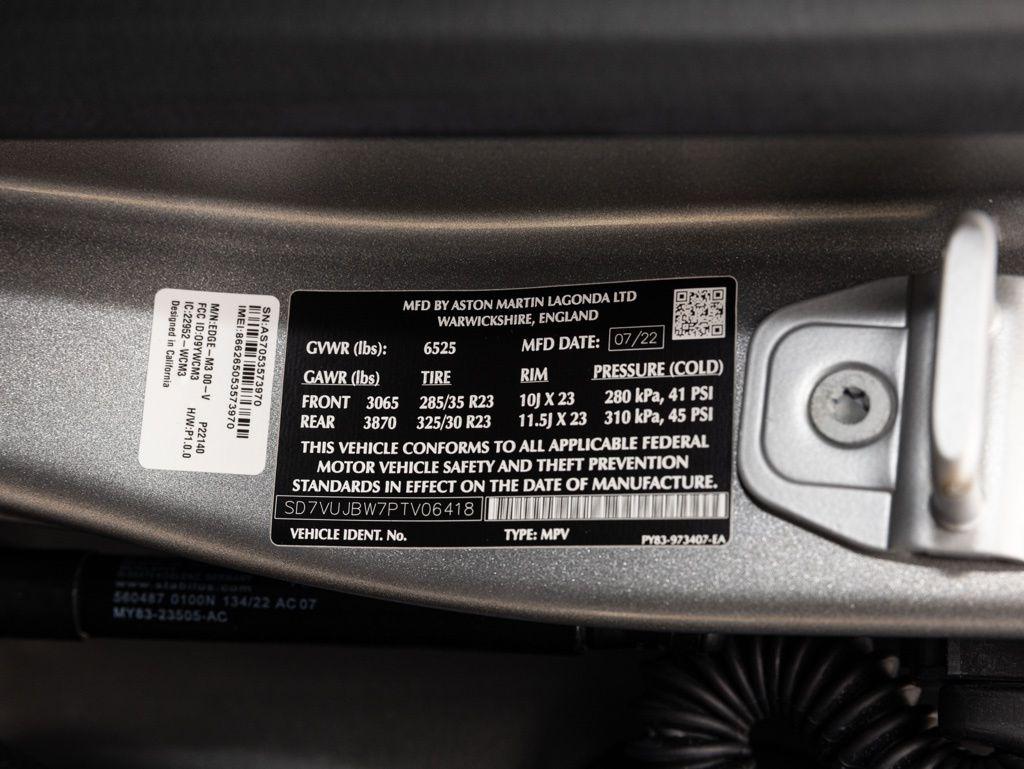 MFD BY ASTON MARTIN LAGONDA LTD
WARWICKSHIRE, ENGLAND
GVWR (lbs): 6525 MFD DATE: 07/22
GAWR (lbs) TIRE RIM PRESSURE (COLD)
FRONT 3065 285/35 R23 10J X 23 280 kPa, 41 PSI
REAR 3870 325/30 R23 11.5J X 23 310 kPa, 45 PSI
THIS VEHICLE CONFORMS TO ALL APPLICABLE FEDERAL
MOTOR VEHICLE SAFETY AND THEFT PREVENTION
STANDARDS IN EFFECT ON THE DATE OF MANUFACTURE.
SD7VUJBW7PTV06418
VEHICLE IDENT. No. TYPE: MPV PY83-973407-EA
SN:AS7053573970
IMEI:866265053573970
M/N:EDGE-M3 00-V P22140
FCC ID:O9YWCM3
IC:22952-WCM3 H/W:P1.0.0
Designed in California
www.stabilus.com
560487 0100N 134/22 AC 07
MY83-23505-AC